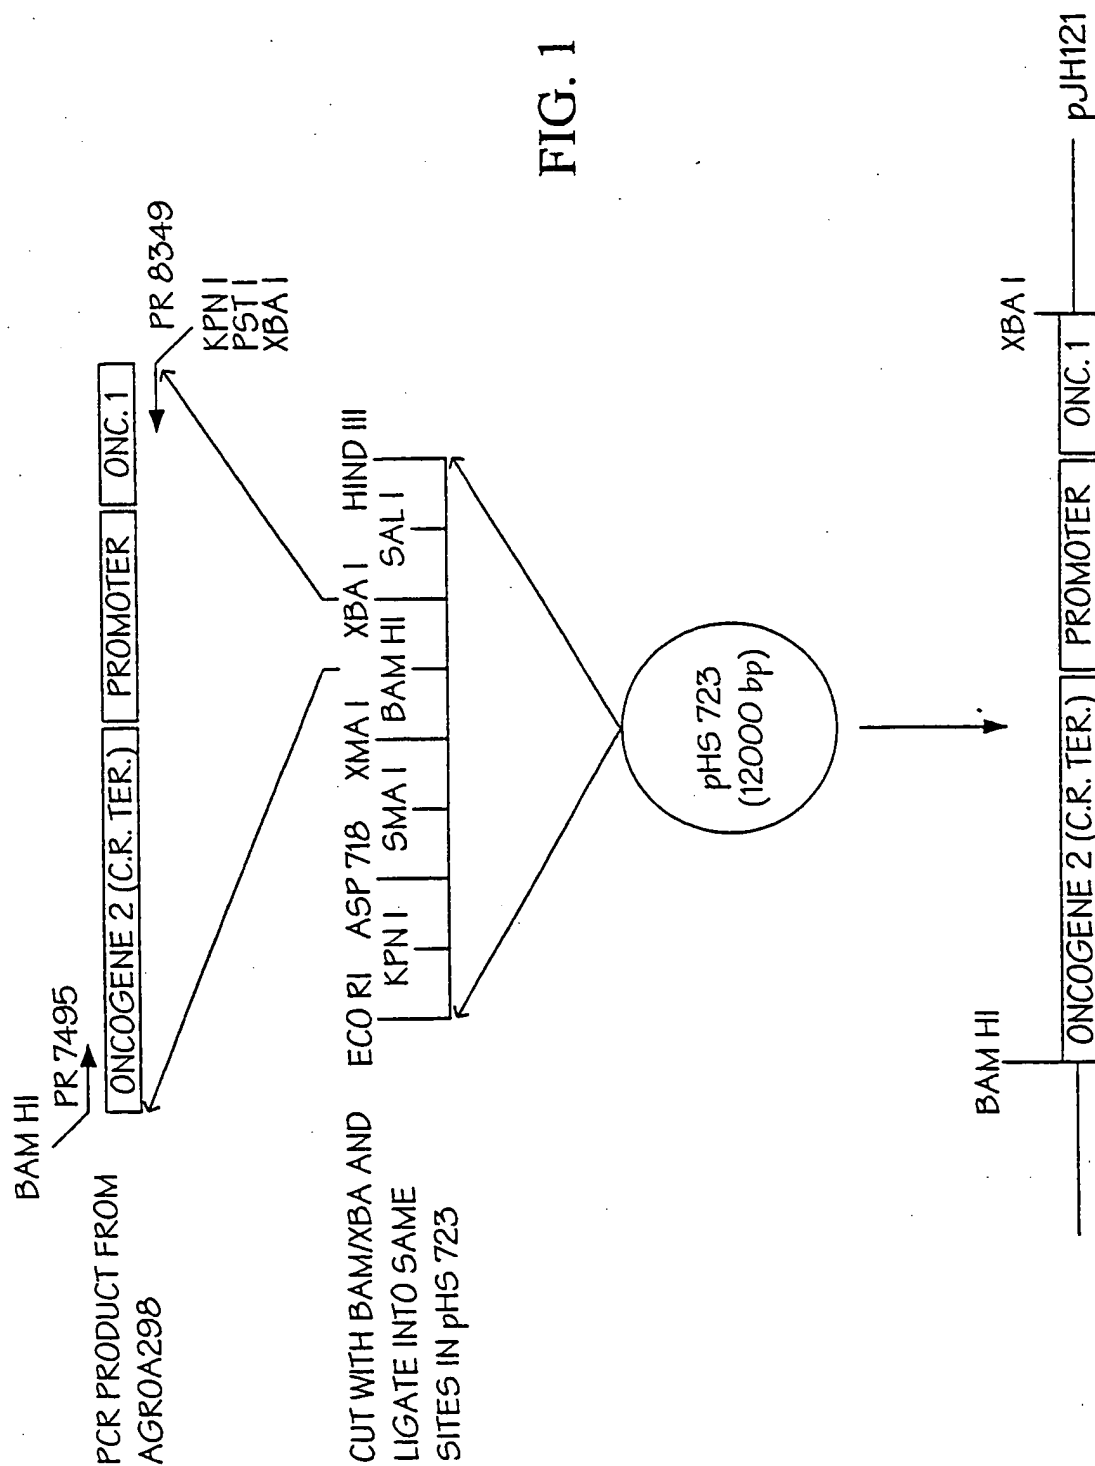 BAM HI
PR 7495
PCR PRODUCT FROM
AGROA298
ONCOGENE 2 (C.R. TER.)
PROMOTER
ONC. 1
PR 8349
KPN I
PST I
XBA I
CUT WITH BAM/XBA AND
LIGATE INTO SAME
SITES IN pHS 723
ECO RI
KPN I
ASP 718
SMA I
XMA I
BAM HI
XBA I
SAL I
HIND III
pHS 723
(12000 bp)
FIG. 1
BAM HI
XBA I
ONCOGENE 2 (C.R. TER.)
PROMOTER
ONC. 1
pJH121